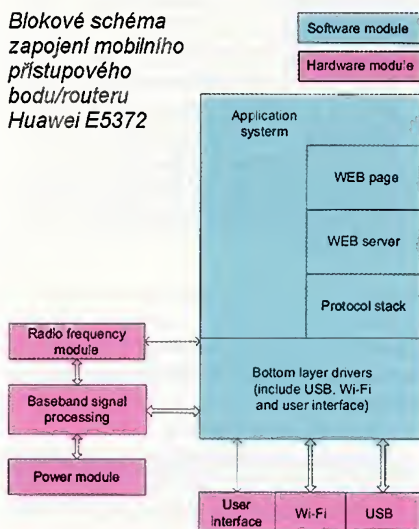 Blokové schéma
zapojení mobilního
přístupového
bodu/routeru
Huawei E5372
Software module
Hardware module
Application
systerm
WEB page
WEB server
Protocol stack
Radio frequency
module
Bottom layer drivers
(include USB, Wi-Fi
and user interface)
Baseband signal
processing
Power module
User
interface
Wi-Fi
USB